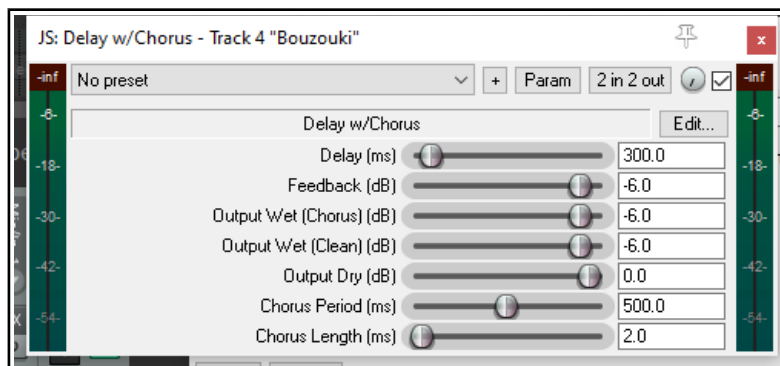 JS: Delay w/Chorus - Track 4 "Bouzouki"
x
-inf No preset + Param 2 in 2 out -inf
-6- Delay w/Chorus Edit... -6-
Delay (ms) 300.0
-18- Feedback (dB) -6.0 -18-
-30- Output Wet (Chorus) (dB) -6.0 -30-
Output Wet (Clean) (dB) -6.0
-42- Output Dry (dB) 0.0 -42-
Chorus Period (ms) 500.0
-54- Chorus Length (ms) 2.0 -54-